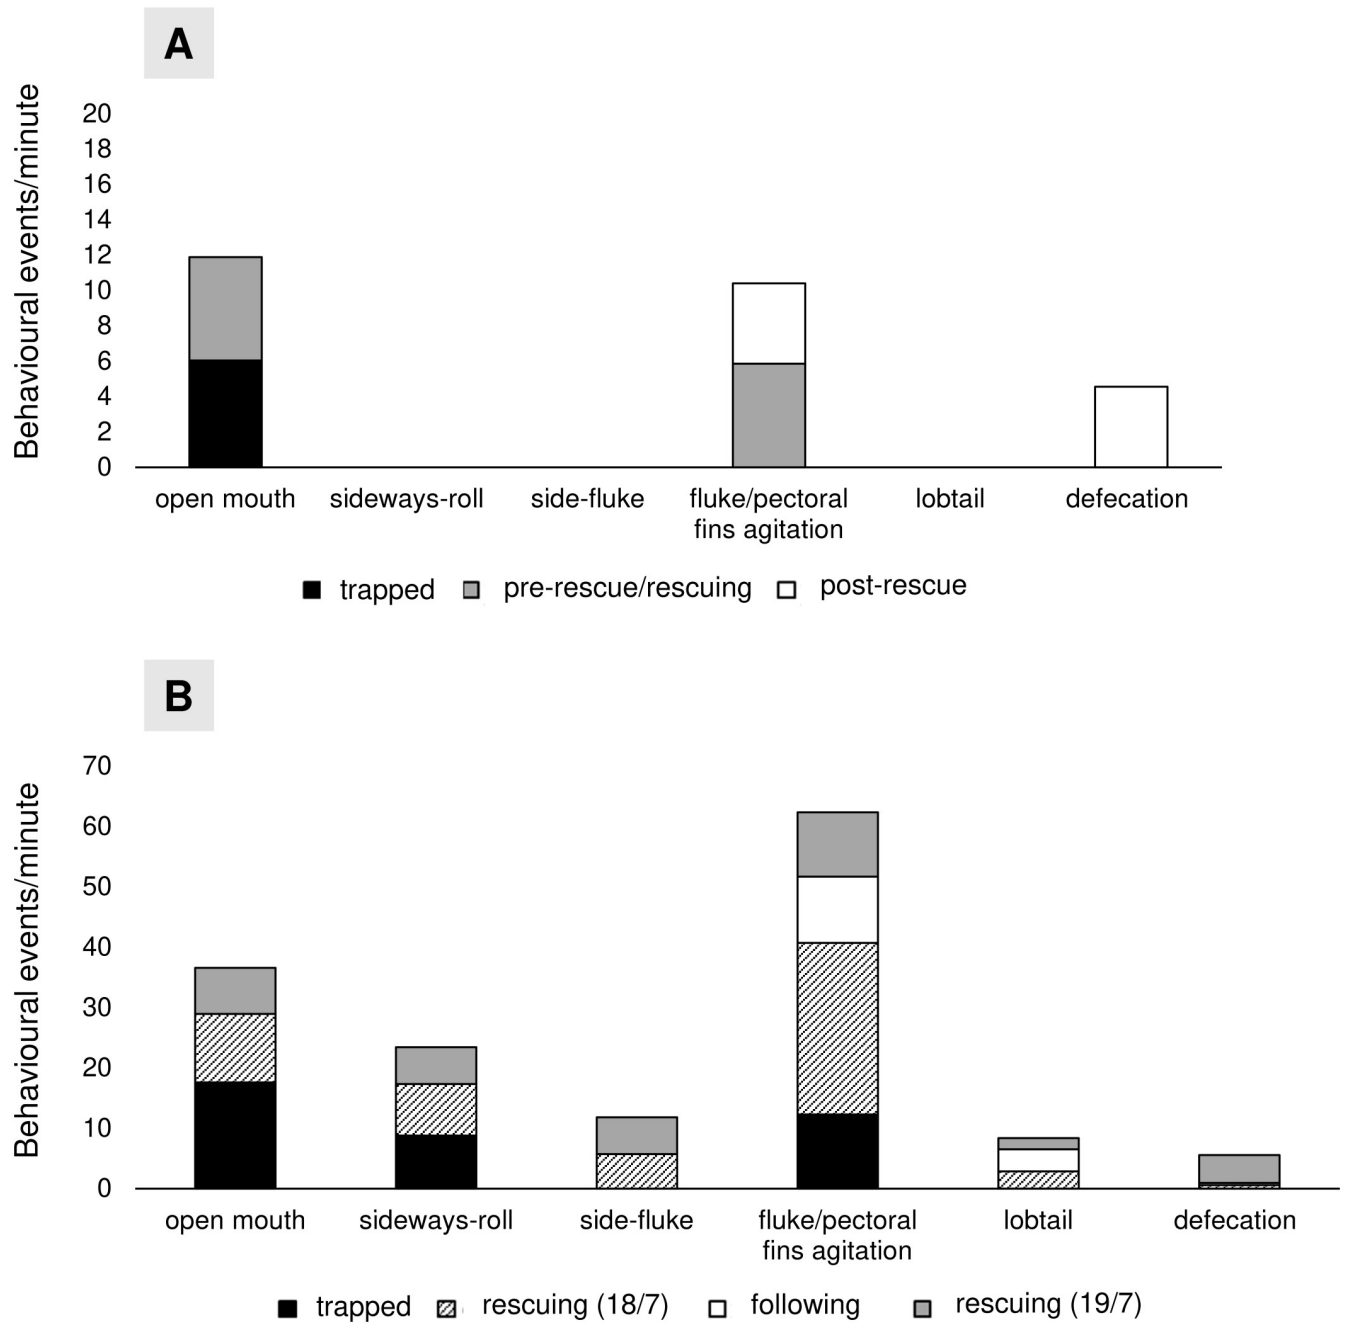 A
Behavioural events/minute
20
18
16
14
12
10
8
6
4
2
0
open mouth sideways-roll side-fluke fluke/pectoral lobtail defecation
fins agitation
trapped pre-rescue/rescuing post-rescue
B
Behavioural events/minute
70
60
50
40
30
20
10
0
open mouth sideways-roll side-fluke fluke/pectoral lobtail defecation
fins agitation
trapped rescuing (18/7) following rescuing (19/7)